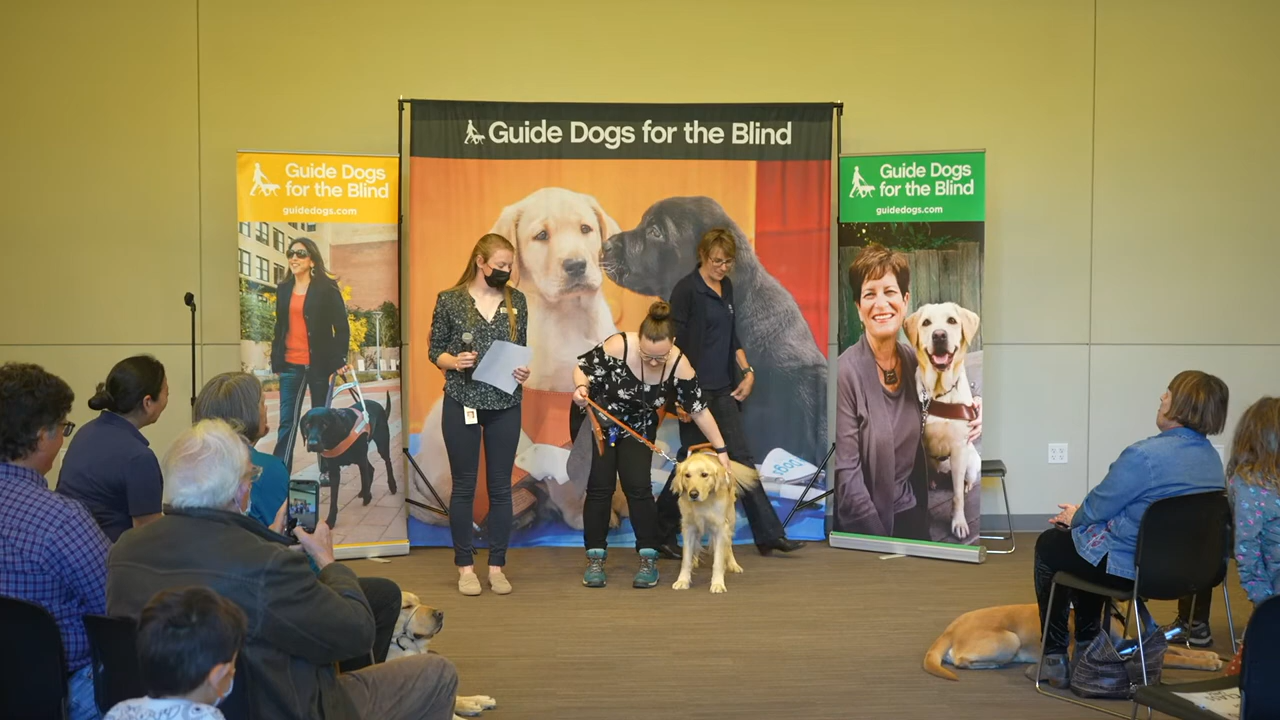 Guide Dogs for the Blind
Guide Dogs
for the Blind
guidedogs.com
Guide Dogs
for the Blind
guidedogs.com
Dogs